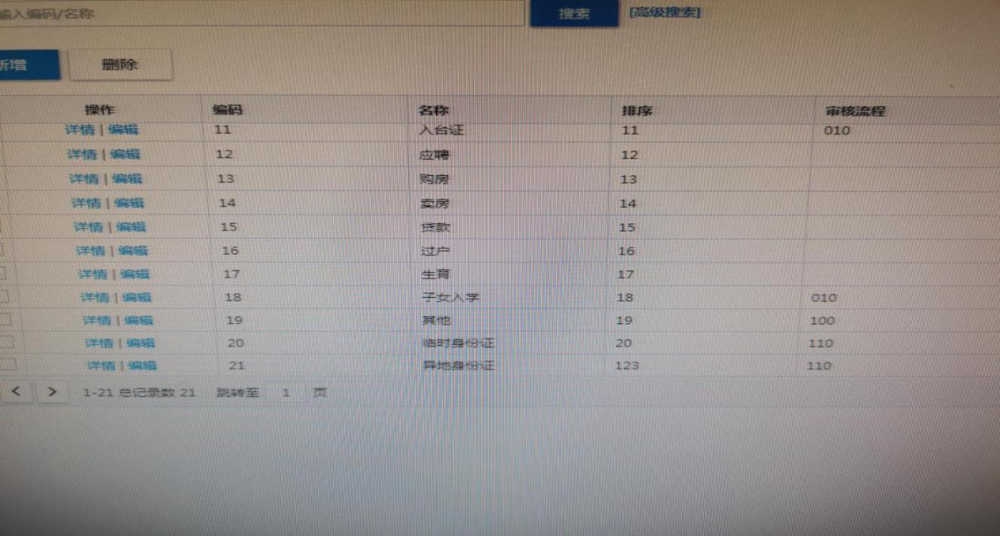 输入编码/名称 搜索 [高级搜索]
新增 删除
操作 编码 名称 排序 审核流程
详情 | 编辑 11 入台证 11 010
详情 | 编辑 12 应聘 12
详情 | 编辑 13 购房 13
详情 | 编辑 14 卖房 14
详情 | 编辑 15 贷款 15
详情 | 编辑 16 过户 16
详情 | 编辑 17 生育 17
详情 | 编辑 18 子女入学 18 010
详情 | 编辑 19 其他 19 100
详情 | 编辑 20 临时身份证 20 110
详情 | 编辑 21 异地身份证 123 110
< > 1-21 总记录数 21 跳转至 1 页